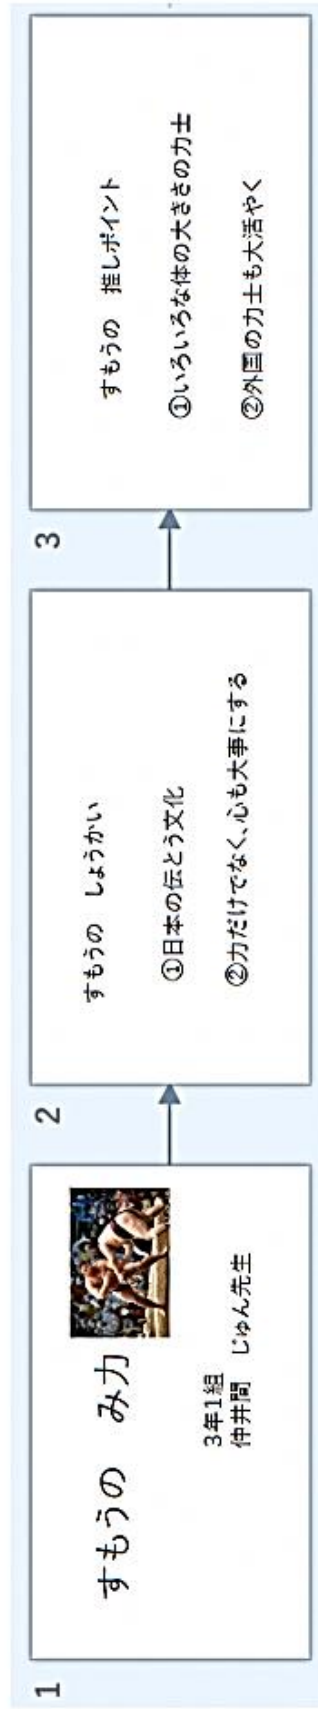 1
すもうの　み力
3年1組
仲井間　じゅん先生
2
すもうの　しょうかい
①日本の伝とう文化
②力だけでなく、心も大事にする
3
すもうの　推しポイント
①いろいろな体の大きさの力士
②外国の力士も大活やく